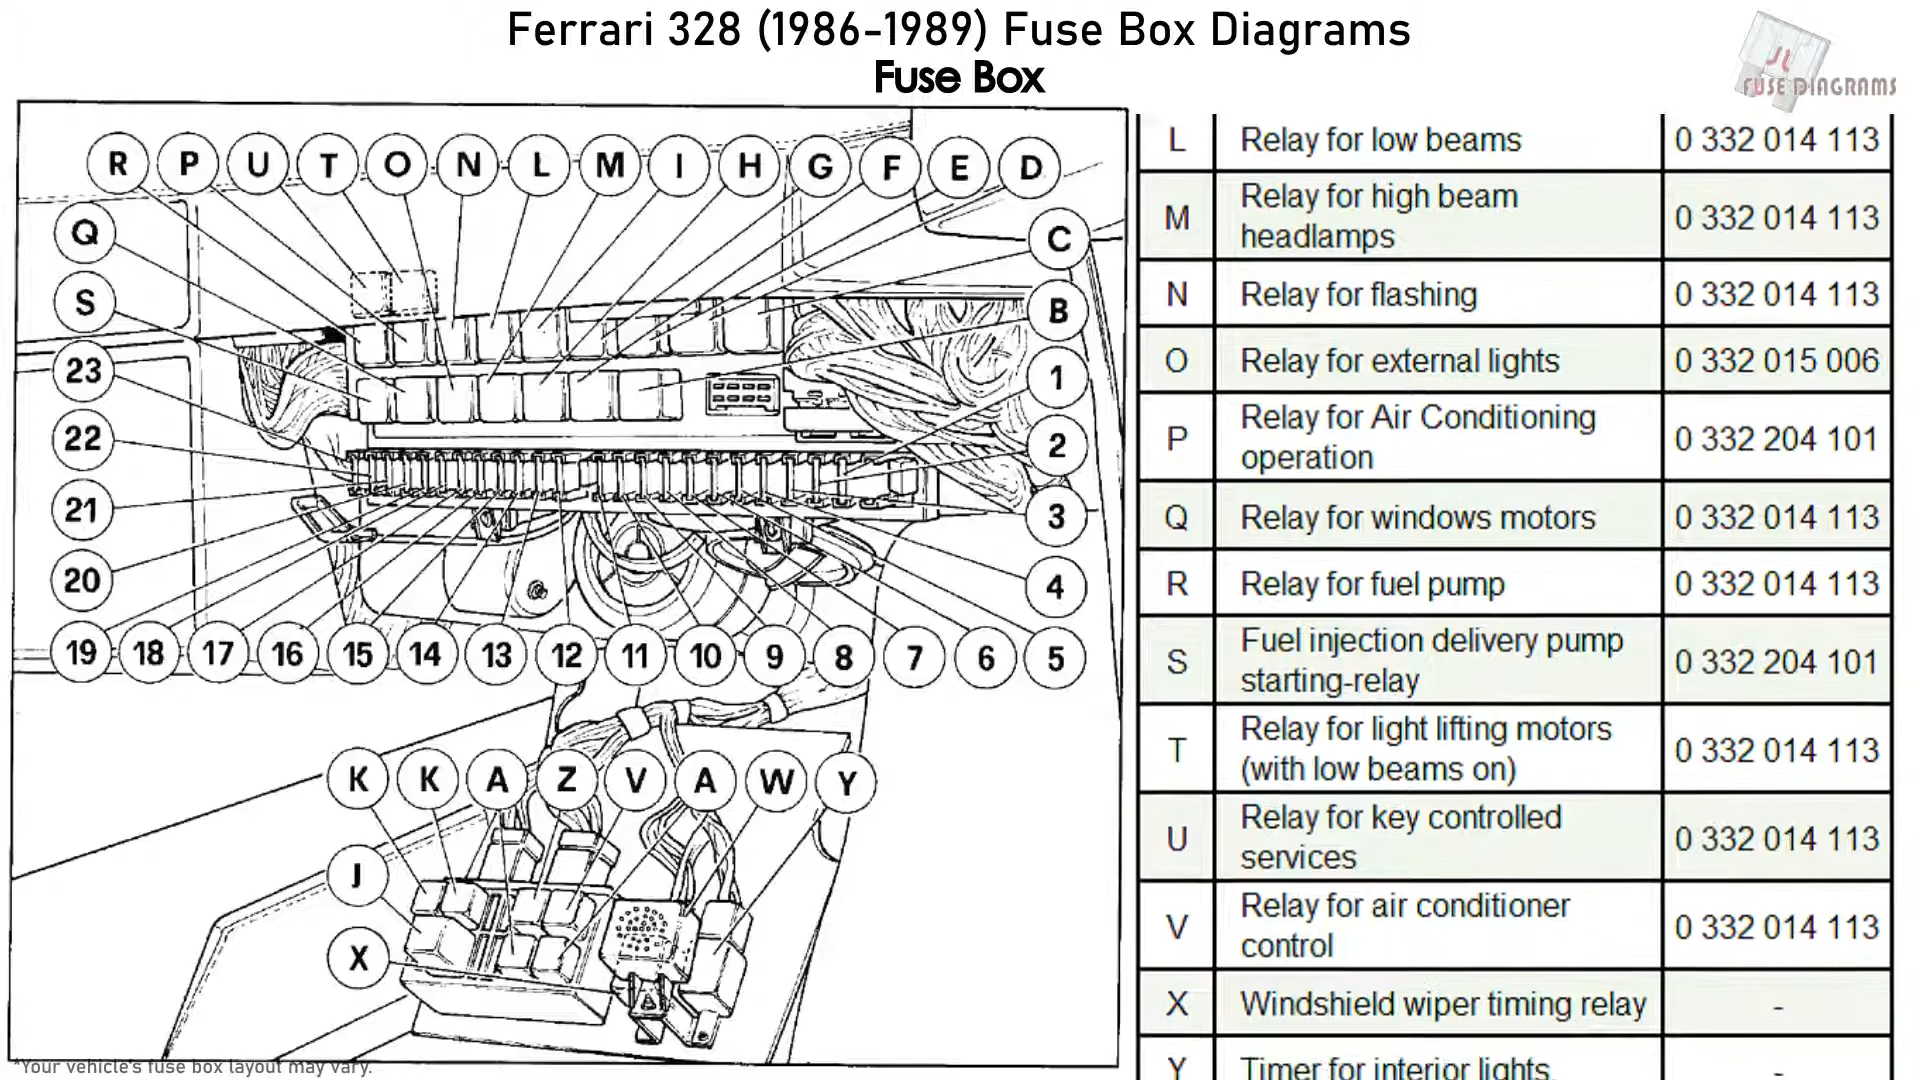 Ferrari 328 (1986-1989) Fuse Box Diagrams
Fuse Box
Jt
FUSE DIAGRAMS
R P U T O N L M I H G F E D
Q
C
S
B
23
1
22
2
21
3
20
4
19 18 17 16 15 14 13 12 11 10 9 8 7 6 5
K K A Z V A W Y
J
X
*Your vehicle's fuse box layout may vary.
L Relay for low beams 0 332 014 113
M Relay for high beam
headlamps 0 332 014 113
N Relay for flashing 0 332 014 113
O Relay for external lights 0 332 015 006
P Relay for Air Conditioning
operation 0 332 204 101
Q Relay for windows motors 0 332 014 113
R Relay for fuel pump 0 332 014 113
S Fuel injection delivery pump
starting-relay 0 332 204 101
T Relay for light lifting motors
(with low beams on) 0 332 014 113
U Relay for key controlled
services 0 332 014 113
V Relay for air conditioner
control 0 332 014 113
X Windshield wiper timing relay -
Y Timer for interior lights. -